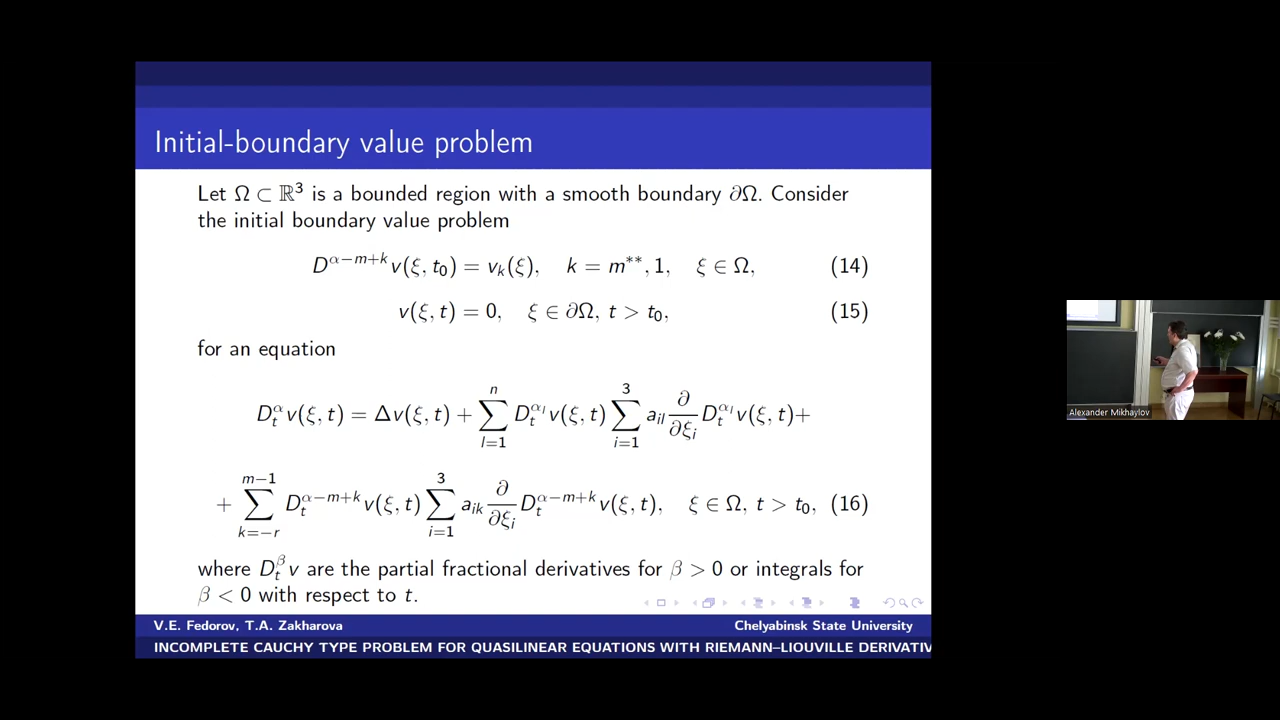 Initial-boundary value problem
Let Ω ⊂ ℝ³ is a bounded region with a smooth boundary ∂Ω. Consider
the initial boundary value problem
D^{α−m+k}v(ξ, t₀) = v_k(ξ), k = m**, 1, ξ ∈ Ω, (14)
v(ξ, t) = 0, ξ ∈ ∂Ω, t > t₀, (15)
for an equation
D_t^α v(ξ, t) = Δv(ξ, t) + ∑_{l=1}^{n} D_t^{α_l} v(ξ, t) ∑_{i=1}^{3} a_{il} ∂/∂ξ_i D_t^{α_l} v(ξ, t)+
+ ∑_{k=−r}^{m−1} D_t^{α−m+k} v(ξ, t) ∑_{i=1}^{3} a_{ik} ∂/∂ξ_i D_t^{α−m+k} v(ξ, t), ξ ∈ Ω, t > t₀, (16)
where D_t^β v are the partial fractional derivatives for β > 0 or integrals for
β < 0 with respect to t.
V.E. Fedorov, T.A. Zakharova Chelyabinsk State University
INCOMPLETE CAUCHY TYPE PROBLEM FOR QUASILINEAR EQUATIONS WITH RIEMANN–LIOUVILLE DERIVATIV
Alexander Mikhaylov